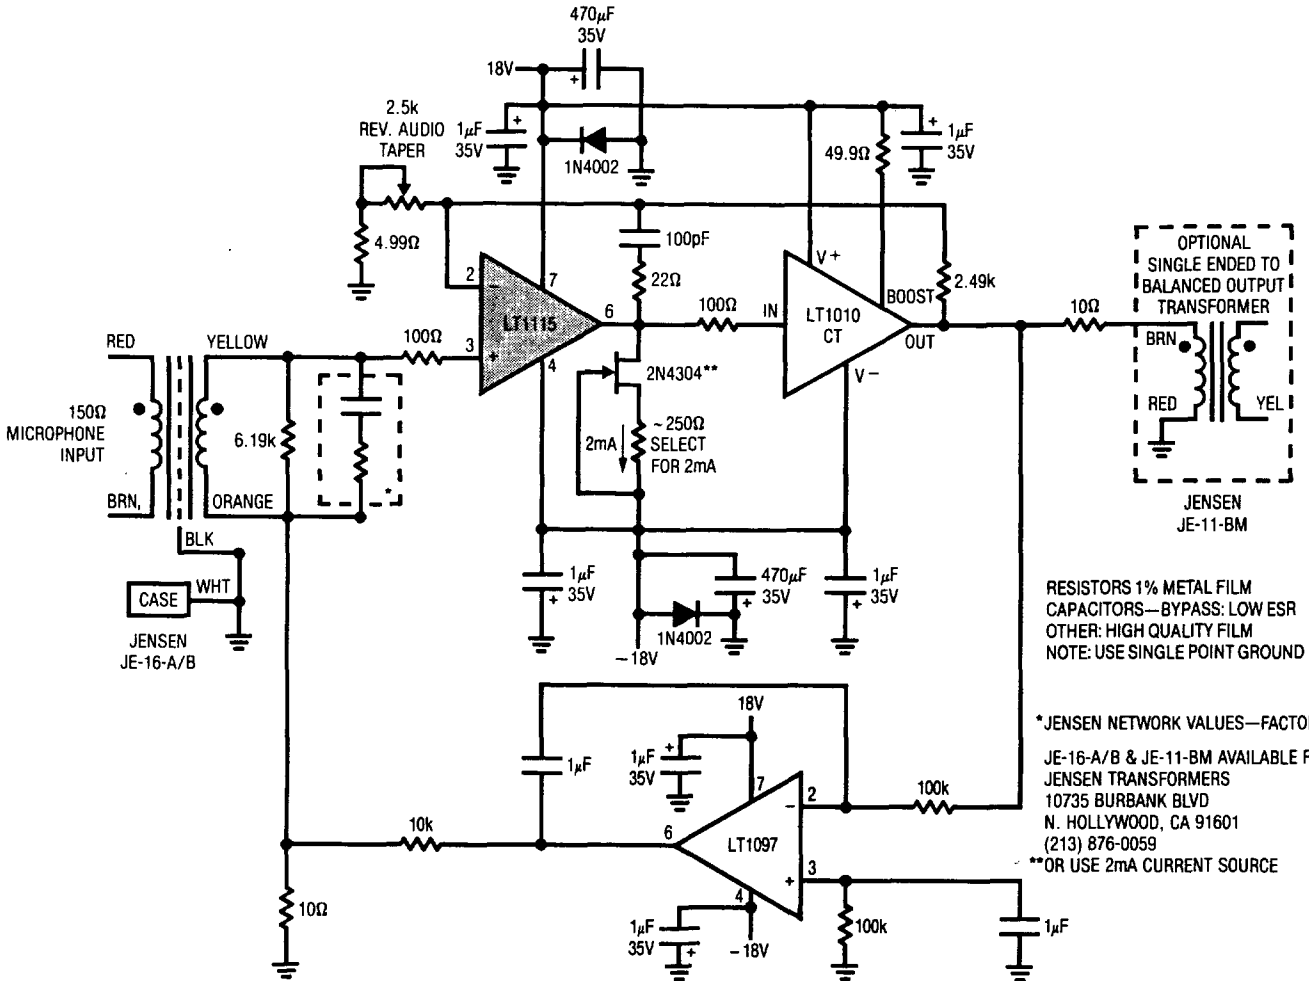 470µF
35V
18V
2.5k
REV. AUDIO
TAPER
1µF
35V
+
+
1N4002
49.9Ω
+
1µF
35V
4.99Ω
100pF
22Ω
2
−
7
LT1115
6
3
+
4
100Ω
IN
V+
BOOST
LT1010
CT
OUT
V−
2.49k
10Ω
OPTIONAL
SINGLE ENDED TO
BALANCED OUTPUT
TRANSFORMER
BRN
RED
YEL
JENSEN
JE-11-BM
RED
YELLOW
100Ω
150Ω
MICROPHONE
INPUT
6.19k
*
BRN,
ORANGE
BLK
CASE
WHT
JENSEN
JE-16-A/B
2N4304**
2mA
~250Ω
SELECT
FOR 2mA
1µF
35V
+
1N4002
470µF
35V
+
1µF
35V
+
−18V
RESISTORS 1% METAL FILM
CAPACITORS—BYPASS: LOW ESR
OTHER: HIGH QUALITY FILM
NOTE: USE SINGLE POINT GROUND
*JENSEN NETWORK VALUES—FACTO
JE-16-A/B & JE-11-BM AVAILABLE F
JENSEN TRANSFORMERS
10735 BURBANK BLVD
N. HOLLYWOOD, CA 91601
(213) 876-0059
**OR USE 2mA CURRENT SOURCE
18V
1µF
1µF
35V
+
7
2
−
100k
10k
6
LT1097
3
+
4
10Ω
1µF
35V
+
−18V
100k
1µF